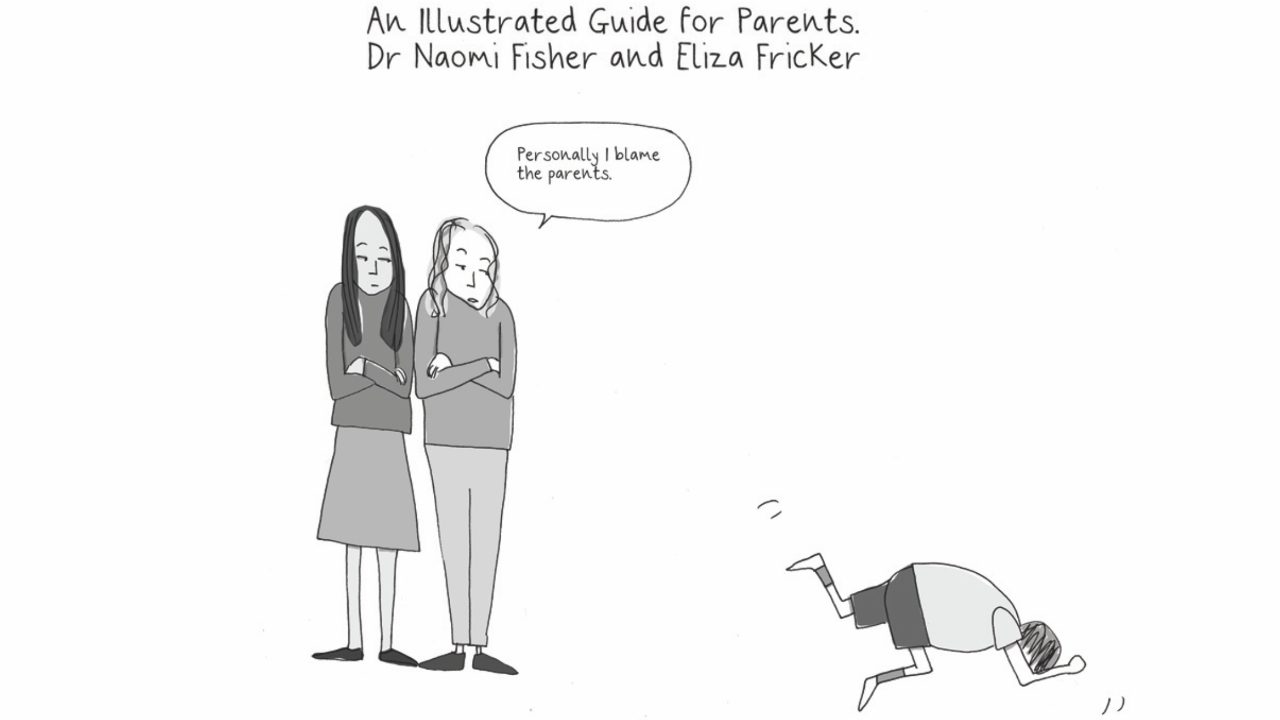 An Illustrated Guide for Parents.
Dr Naomi Fisher and Eliza Fricker
Personally I blame
the parents.